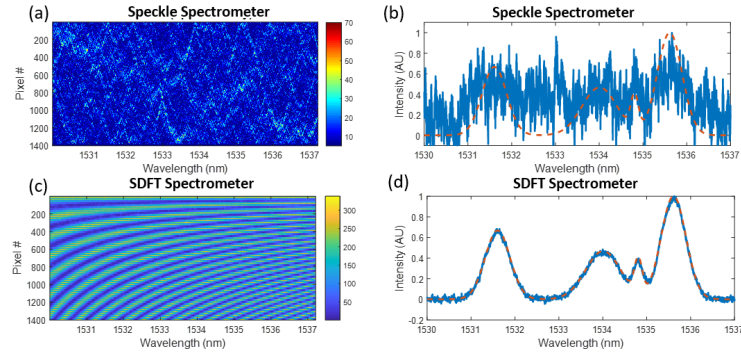 (a) Speckle Spectrometer
Pixel #
200
400
600
800
1000
1200
1400
1531 1532 1533 1534 1535 1536 1537
Wavelength (nm)
70
60
50
40
30
20
10
(b) Speckle Spectrometer
Intensity (AU)
1
0.8
0.6
0.4
0.2
0
1530 1531 1532 1533 1534 1535 1536 1537
Wavelength (nm)
(c) SDFT Spectrometer
Pixel #
200
400
600
800
1000
1200
1400
1531 1532 1533 1534 1535 1536 1537
Wavelength (nm)
300
250
200
150
100
50
(d) SDFT Spectrometer
Intensity (AU)
1
0.8
0.6
0.4
0.2
0
-0.2
1530 1531 1532 1533 1534 1535 1536 1537
Wavelength (nm)